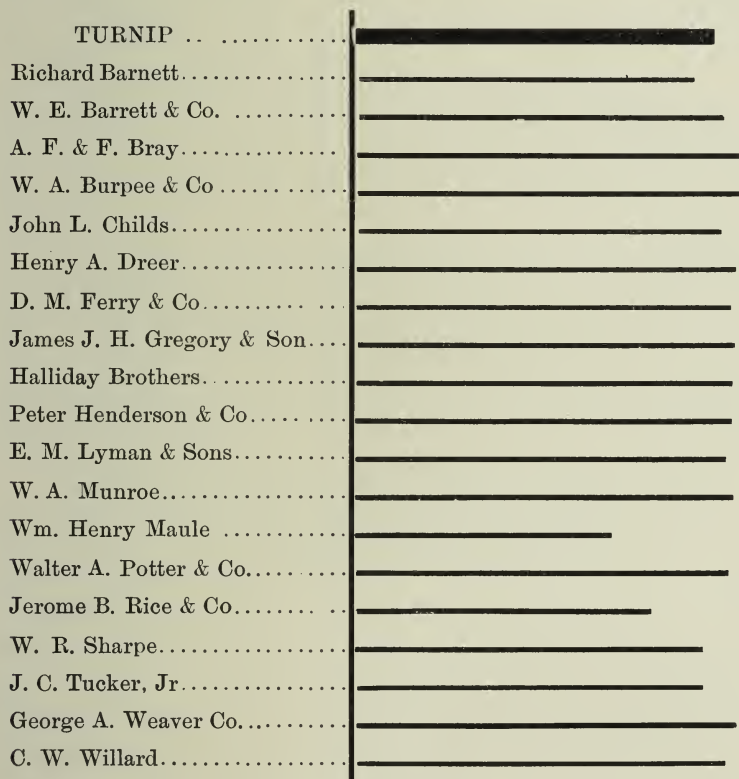 TURNIP .. ............
Richard Barnett................
W. E. Barrett & Co. ...........
A. F. & F. Bray................
W. A. Burpee & Co ............
John L. Childs.................
Henry A. Dreer................
D. M. Ferry & Co......... ...
James J. H. Gregory & Son....
Halliday Brothers..............
Peter Henderson & Co..... ....
E. M. Lyman & Sons...........
W. A. Munroe..................
Wm. Henry Maule ...........
Walter A. Potter & Co..........
Jerome B. Rice & Co....... ..
W. R. Sharpe..................
J. C. Tucker, Jr................
George A. Weaver Co..........
C. W. Willard..................